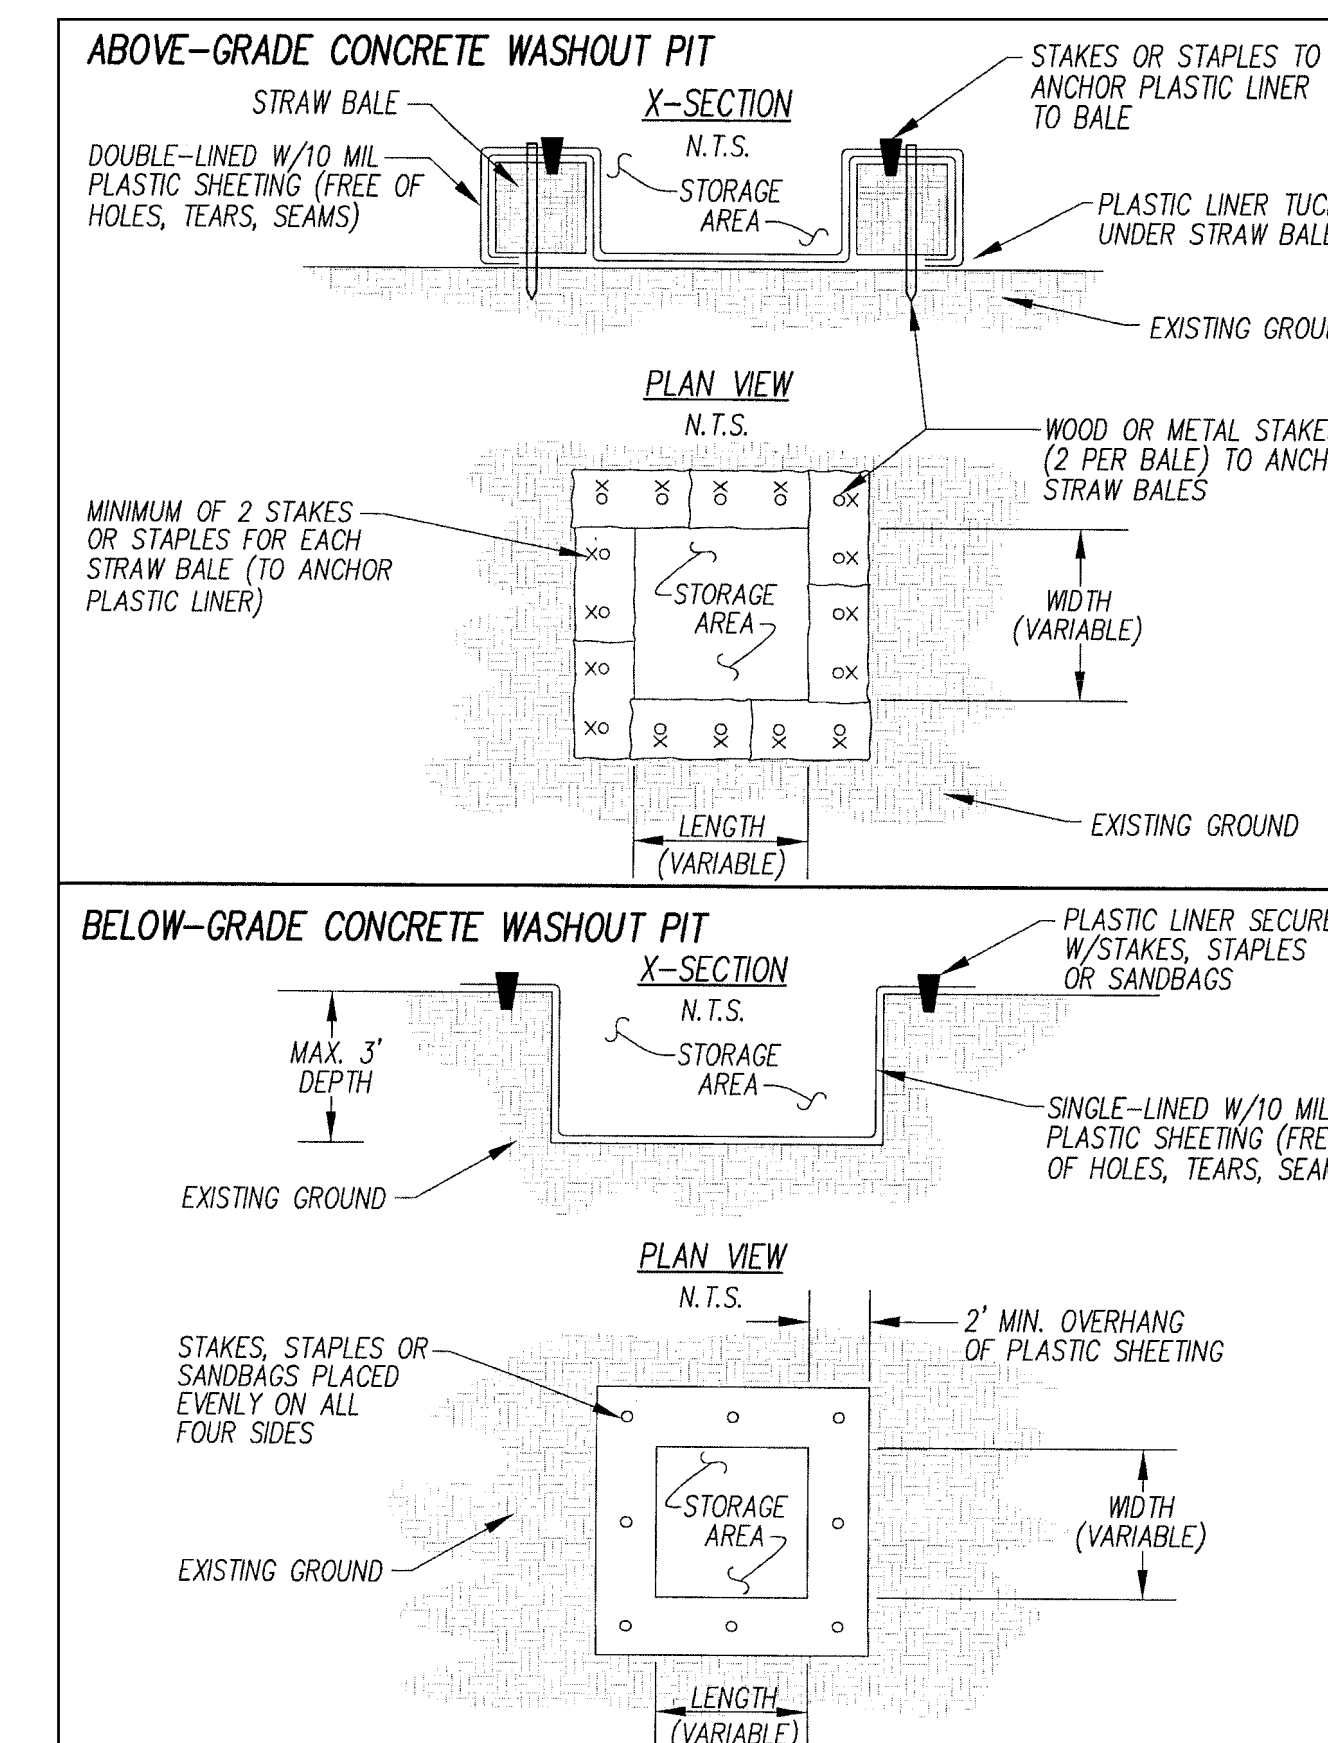 ABOVE-GRADE CONCRETE WASHOUT PIT
X-SECTION
N.T.S.
STRAW BALE
DOUBLE-LINED W/10 MIL
PLASTIC SHEETING (FREE OF
HOLES, TEARS, SEAMS)
STORAGE
AREA
STAKES OR STAPLES TO
ANCHOR PLASTIC LINER
TO BALE
PLASTIC LINER TUC
UNDER STRAW BALE
EXISTING GROU
PLAN VIEW
N.T.S.
WOOD OR METAL STAKES
(2 PER BALE) TO ANCH
STRAW BALES
MINIMUM OF 2 STAKES
OR STAPLES FOR EACH
STRAW BALE (TO ANCHOR
PLASTIC LINER)
STORAGE
AREA
WIDTH
(VARIABLE)
EXISTING GROUND
LENGTH
(VARIABLE)
BELOW-GRADE CONCRETE WASHOUT PIT
X-SECTION
N.T.S.
PLASTIC LINER SECURE
W/STAKES, STAPLES
OR SANDBAGS
MAX. 3'
DEPTH
STORAGE
AREA
SINGLE-LINED W/10 MIL
PLASTIC SHEETING (FRE
OF HOLES, TEARS, SEA
EXISTING GROUND
PLAN VIEW
N.T.S.
2' MIN. OVERHANG
OF PLASTIC SHEETING
STAKES, STAPLES OR
SANDBAGS PLACED
EVENLY ON ALL
FOUR SIDES
STORAGE
AREA
WIDTH
(VARIABLE)
EXISTING GROUND
LENGTH
(VARIABLE)